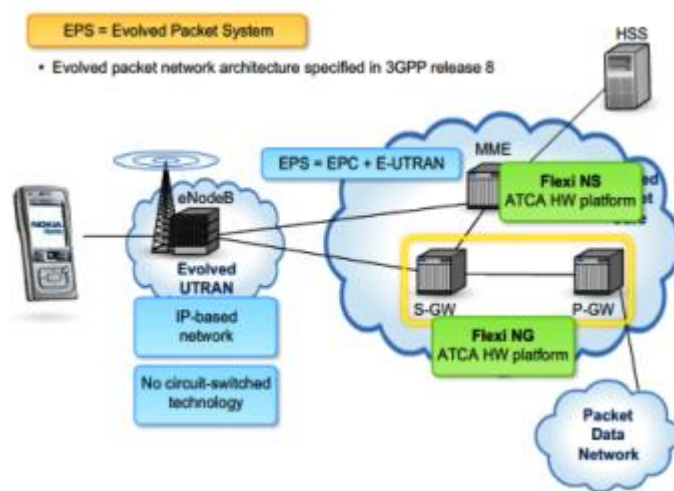 EPS = Evolved Packet System
HSS
• Evolved packet network architecture specified in 3GPP release 8
MME
EPS = EPC + E-UTRAN
Flexi NS
ATCA HW platform
eNodeB
NOKIA
Evolved
UTRAN
S-GW
P-GW
IP-based
network
Flexi NG
ATCA HW platform
No circuit-switched
technology
Packet
Data
Network